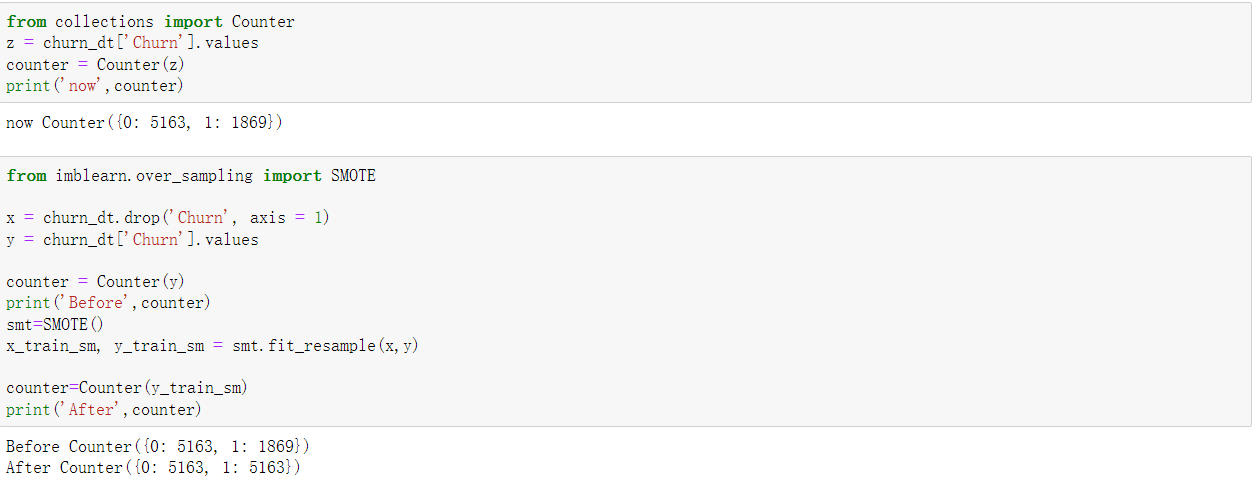 from collections import Counter
z = churn_dt['Churn'].values
counter = Counter(z)
print('now',counter)
now Counter({0: 5163, 1: 1869})
from imblearn.over_sampling import SMOTE
x = churn_dt.drop('Churn', axis = 1)
y = churn_dt['Churn'].values
counter = Counter(y)
print('Before',counter)
smt=SMOTE()
x_train_sm, y_train_sm = smt.fit_resample(x,y)
counter=Counter(y_train_sm)
print('After',counter)
Before Counter({0: 5163, 1: 1869})
After Counter({0: 5163, 1: 5163})